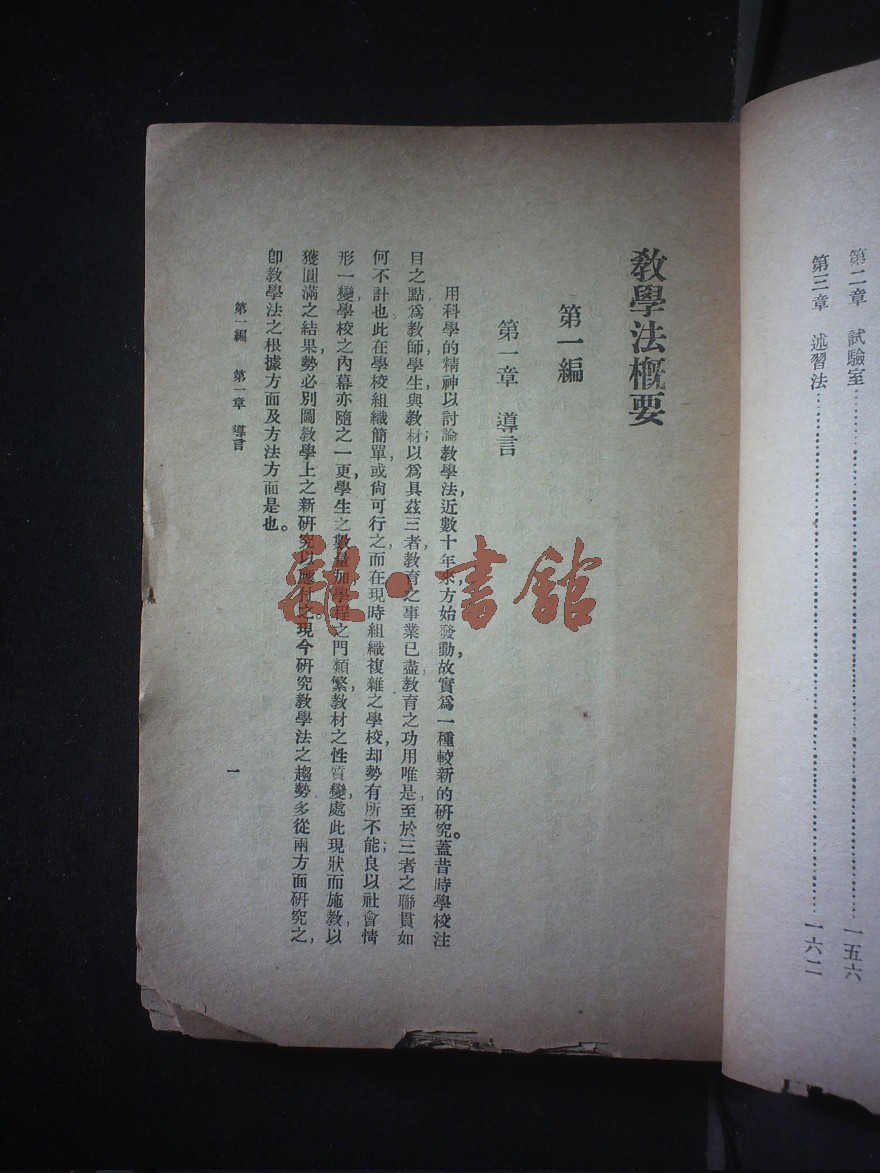 第二章　試驗室……一五六
第三章　述習法……一六二
教學法概要
第一編
第一章　導言
用科學的精神以討論教學法，近數十年來方始發動，故實爲一種較新的研究。蓋昔時學校注
目之點，爲教師學生與教材；以爲具茲三者，教育之事業已盡，教育之功用唯是，至於三者之聯貫如
何不計也。此在學校組織簡單，或尙可行之，而在現時組織複雜之學校，却勢有所不能；良以社會情
形一變，學校之內幕亦隨之一更，學生之數量加，學程之門類繁，教材之性質變，處此現狀而施教，以
獲圓滿之結果，勢必別圖教學上之新研究以應付之。現今研究教學法之趨勢，多從兩方面研究之，
卽教學法之根據方面及方法方面是也。
第一編　第一章　導言
一
雜·書館